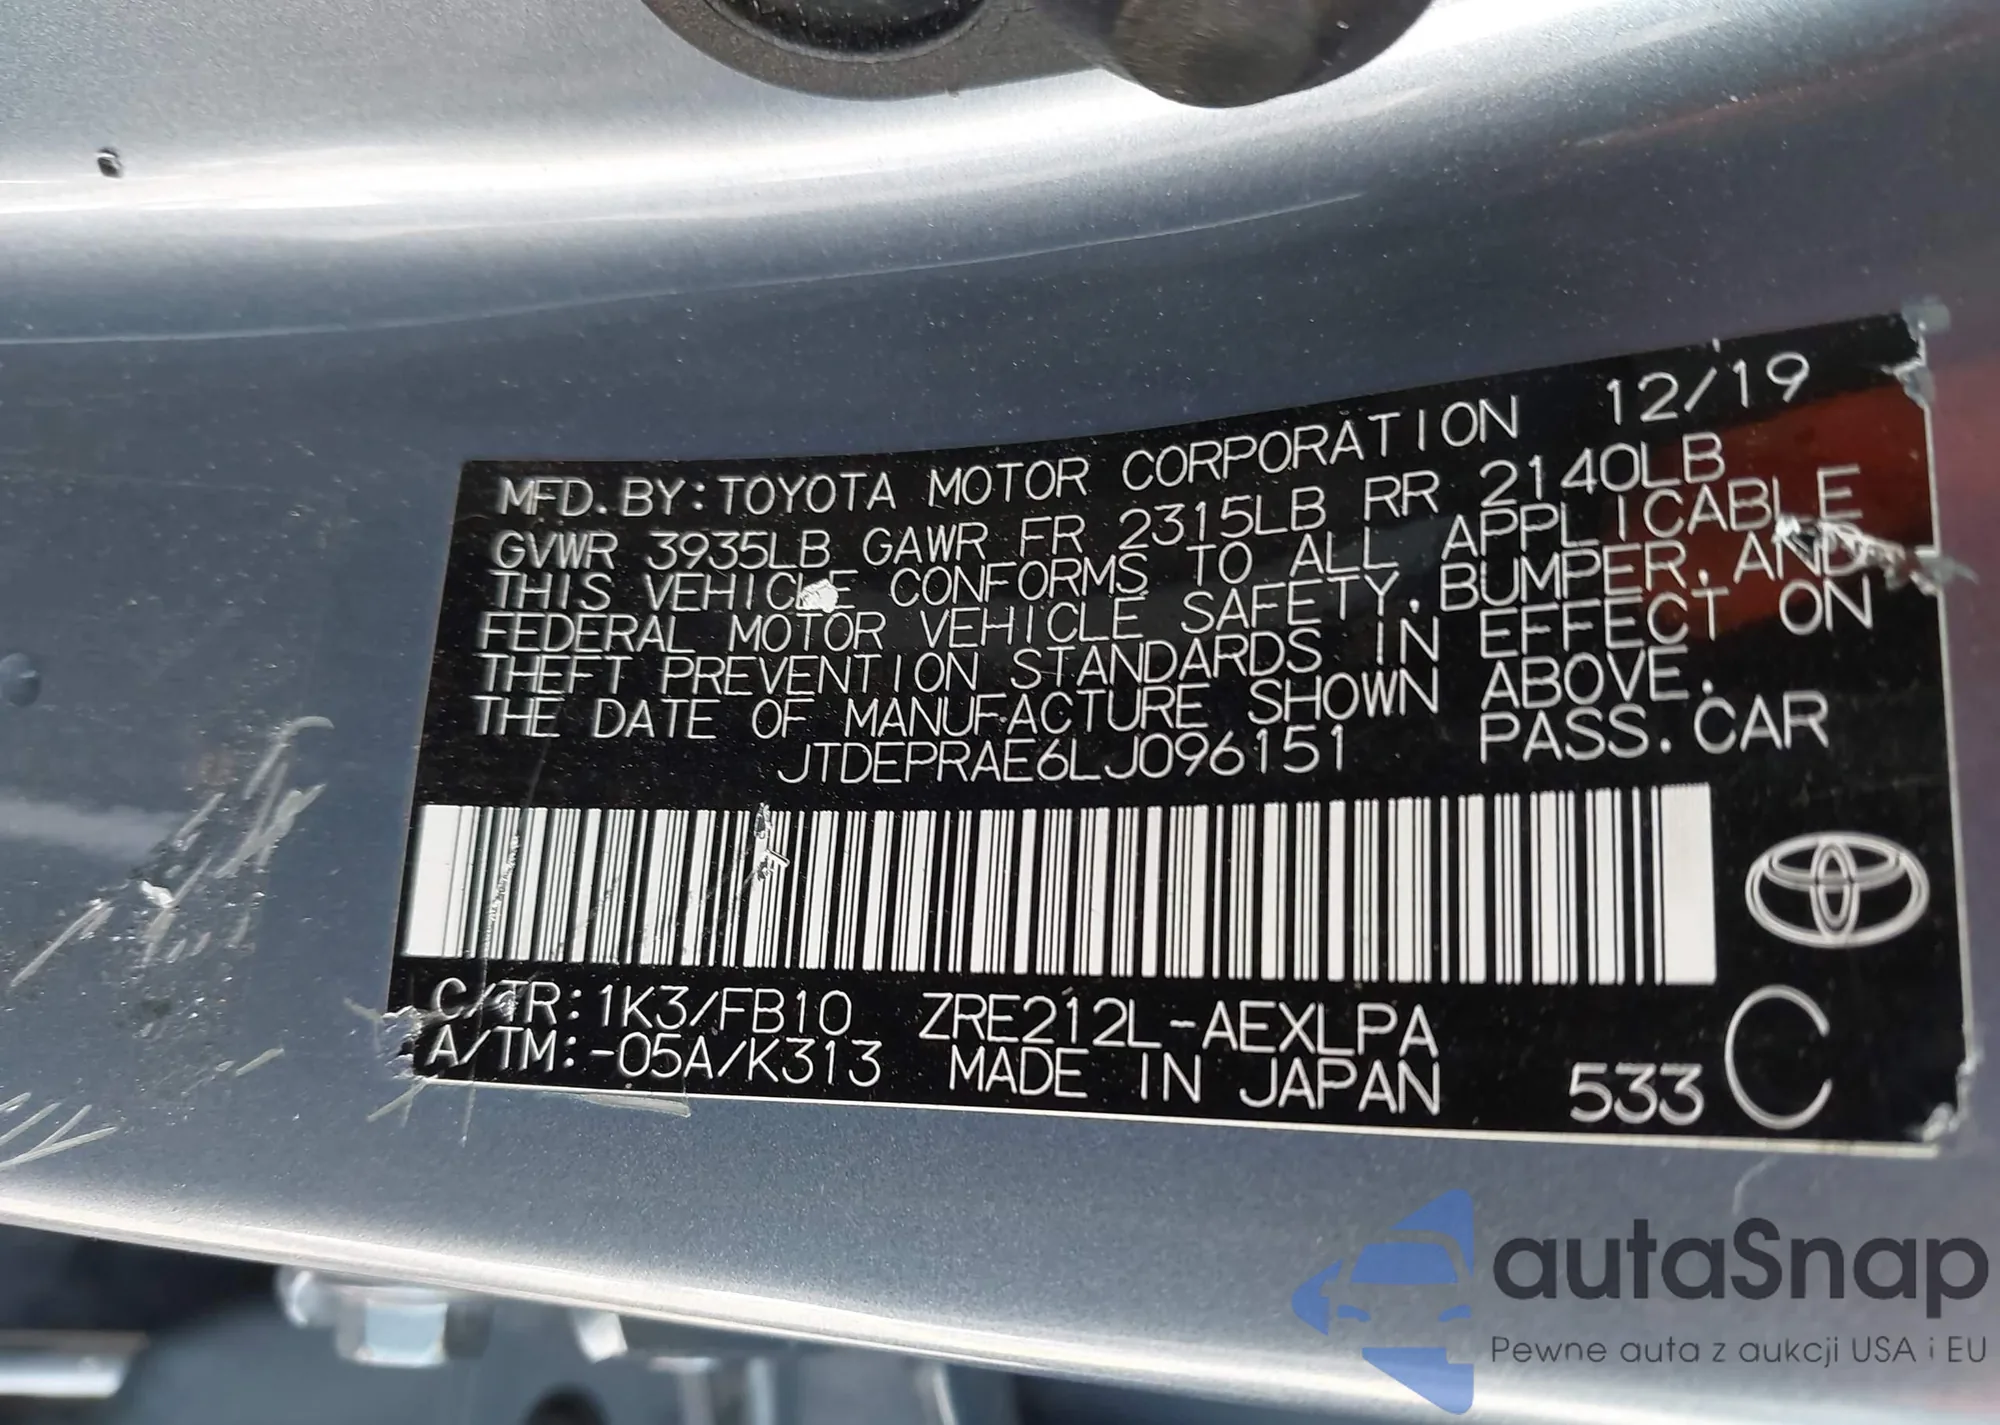 MFD.BY:TOYOTA MOTOR CORPORATION 12/19
GVWR 3935LB GAWR FR 2315LB RR 2140LB
THIS VEHICLE CONFORMS TO ALL APPLICABLE
FEDERAL MOTOR VEHICLE SAFETY,BUMPER,AND
THEFT PREVENTION STANDARDS IN EFFECT ON
THE DATE OF MANUFACTURE SHOWN ABOVE.
JTDEPRAE6LJ096151 PASS.CAR
C/TR:1K3/FB10 ZRE212L-AEXLPA
A/TM:-05A/K313 MADE IN JAPAN 533 C
autaSnap
Pewne auta z aukcji USA i EU